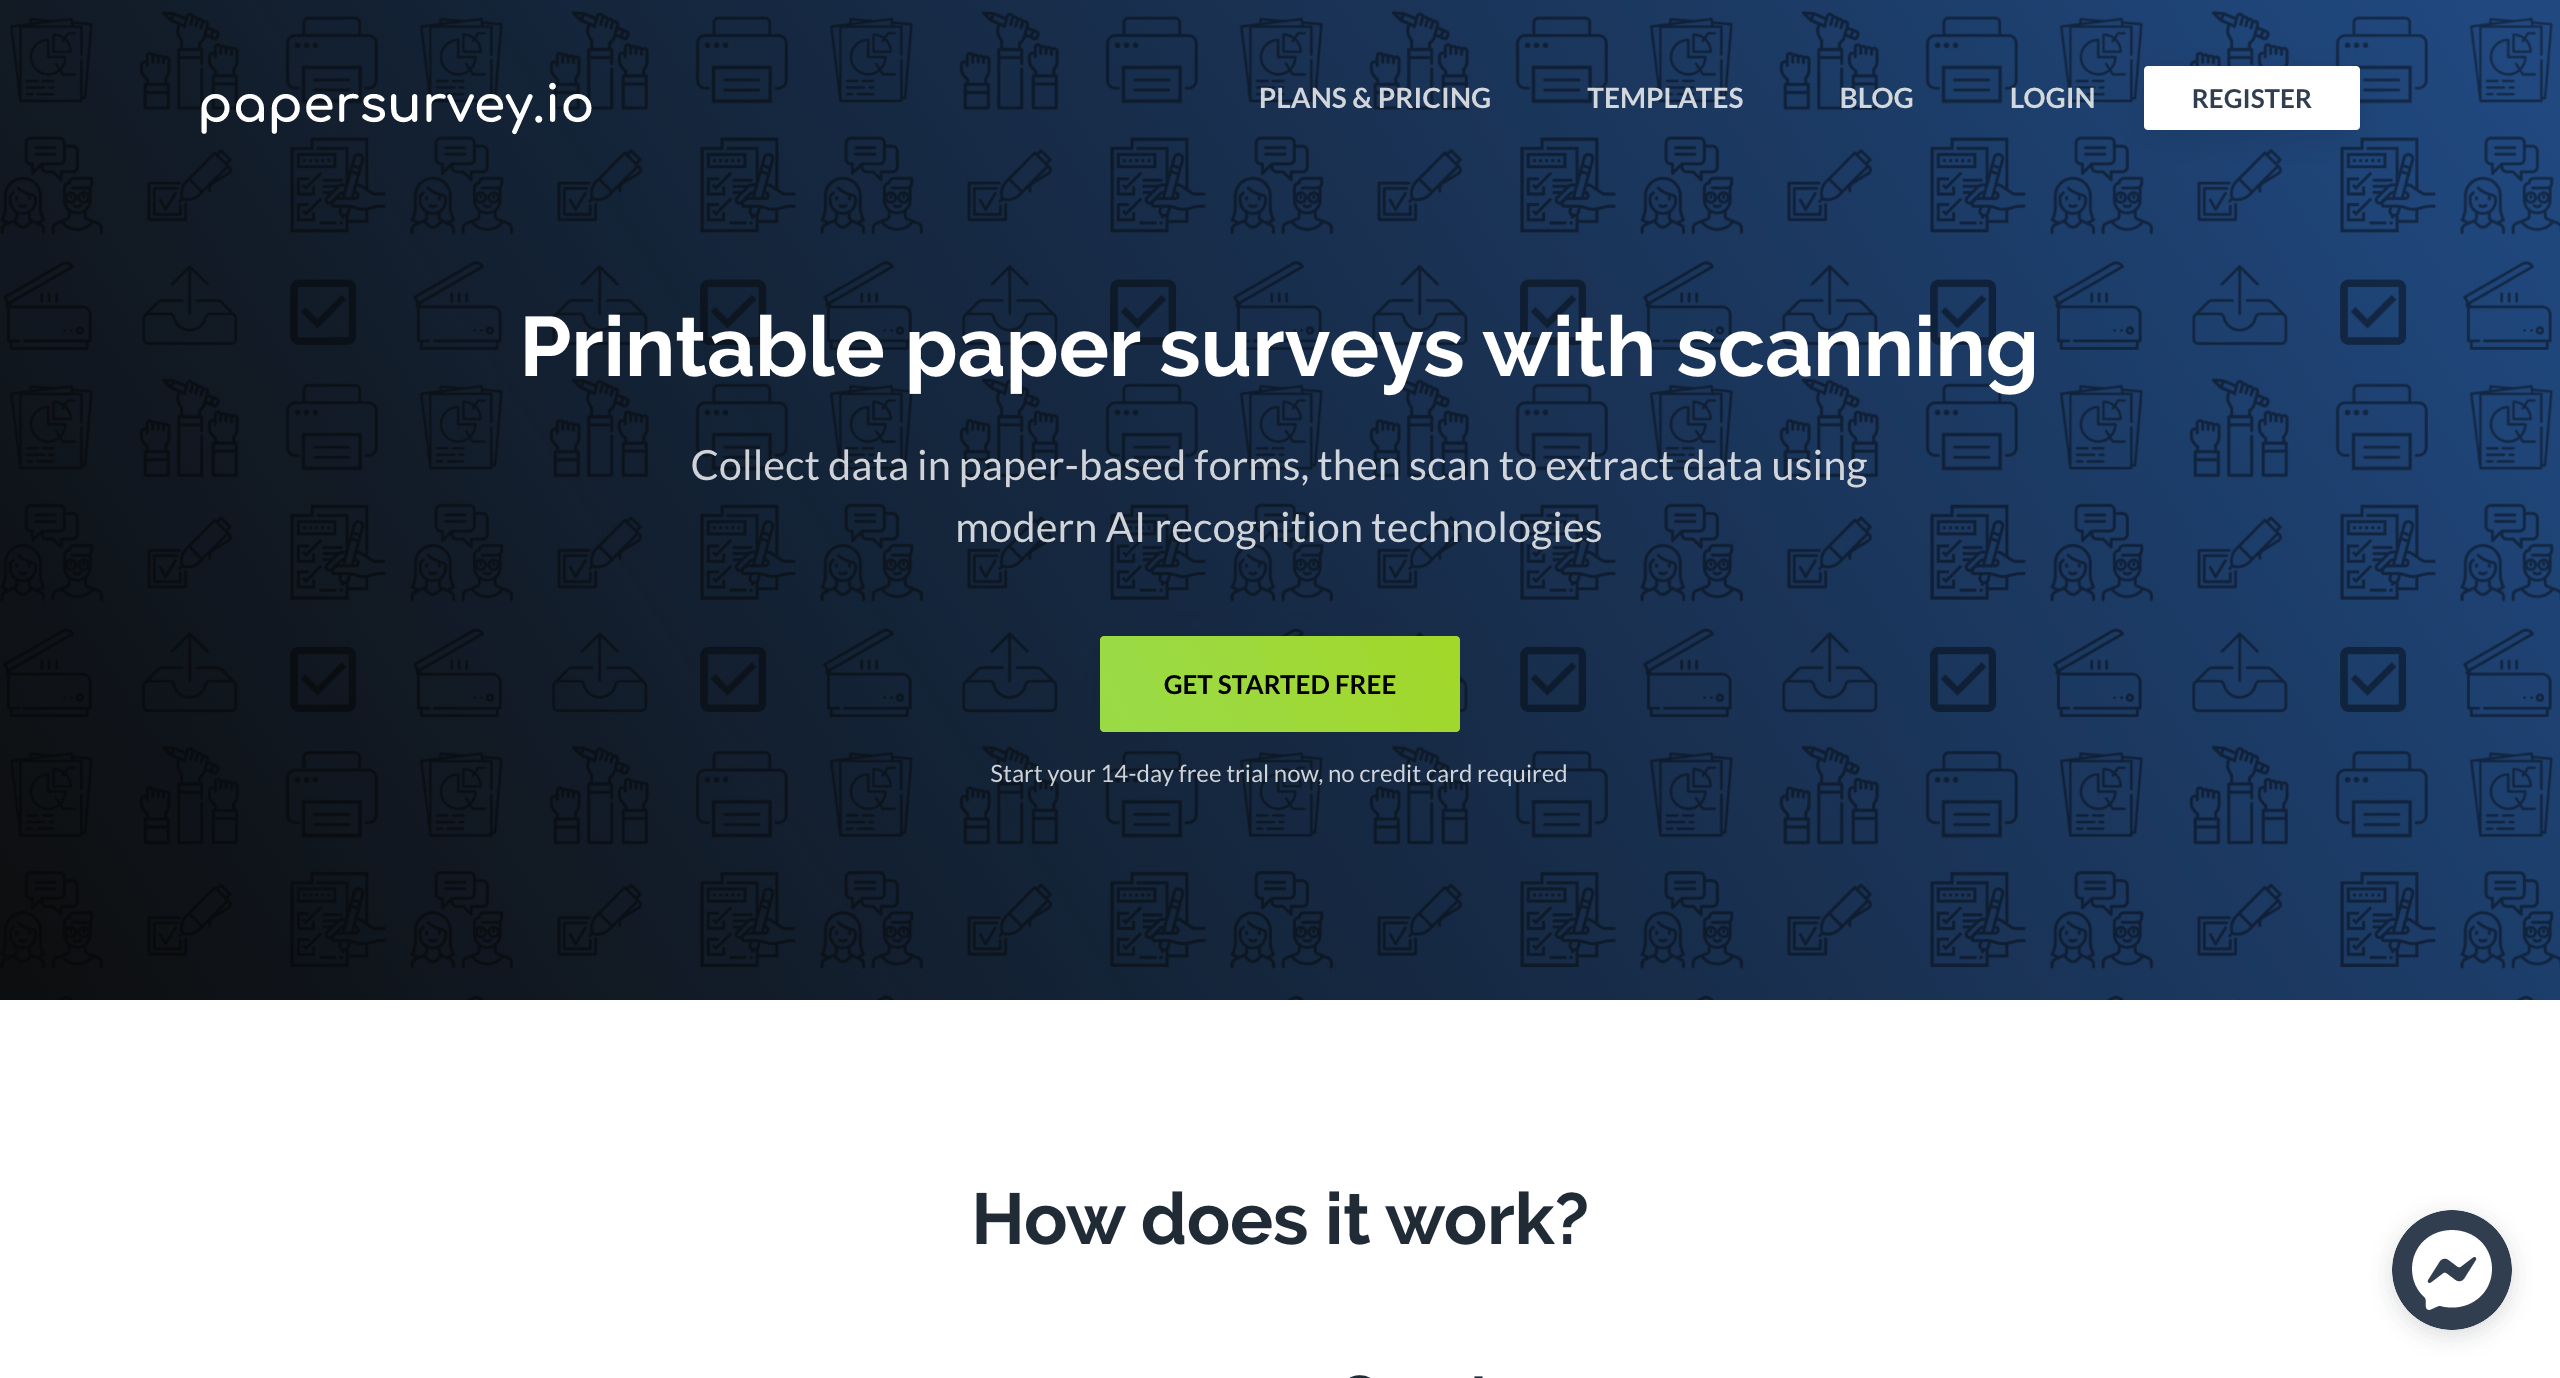 papersurvey.io
PLANS & PRICING
TEMPLATES
BLOG
LOGIN
REGISTER
Printable paper surveys with scanning
Collect data in paper-based forms, then scan to extract data using
modern AI recognition technologies
GET STARTED FREE
Start your 14-day free trial now, no credit card required
How does it work?